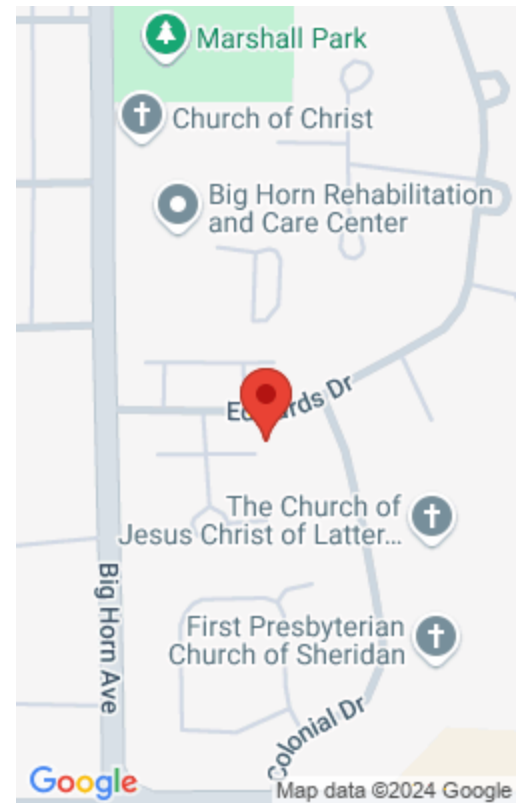 Marshall Park
Church of Christ
Big Horn Rehabilitation
and Care Center
Edwards Dr
The Church of
Jesus Christ of Latter...
Big Horn Ave
First Presbyterian
Church of Sheridan
Colonial Dr
Google
Map data ©2024 Google